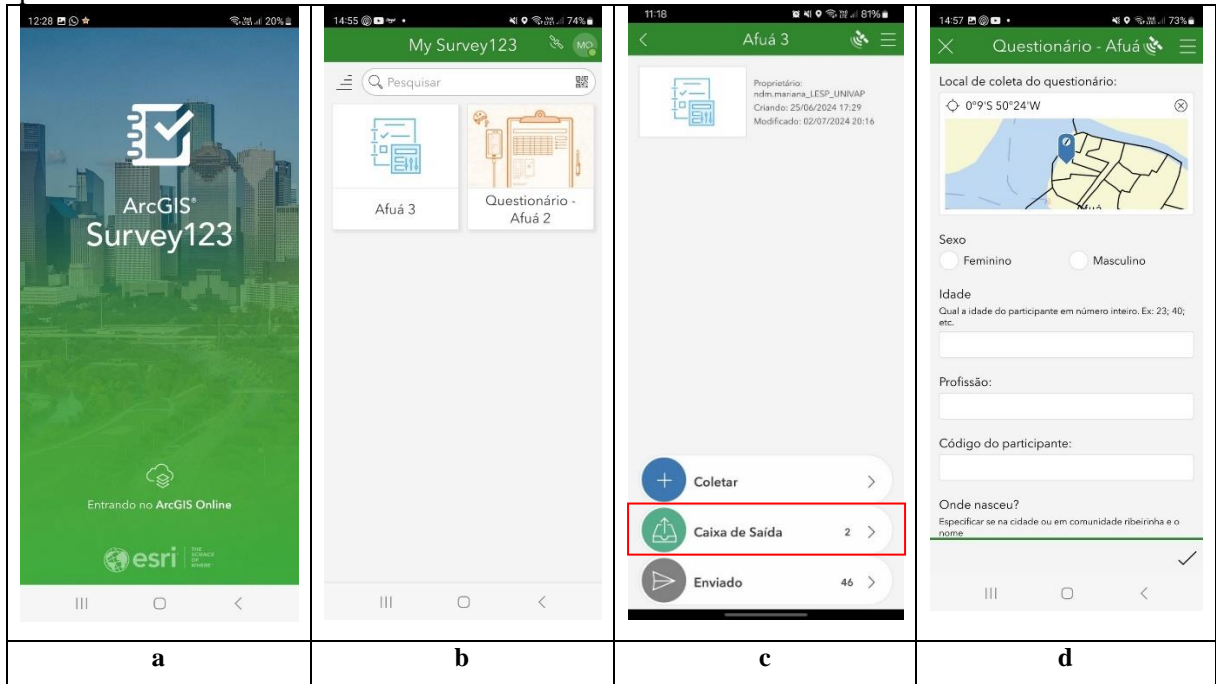 12:28
20%
ArcGIS®
Survey123
Entrando no ArcGIS Online
esri
THE
SCIENCE
OF
WHERE
14:55
74%
My Survey123
MO
Pesquisar
Afuá 3
Questionário -
Afuá 2
11:18
81%
Afuá 3
Proprietário:
ndm.mariana_LESP_UNIVAP
Criando: 25/06/2024 17:29
Modificado: 02/07/2024 20:16
Coletar
Caixa de Saída 2
Enviado 46
14:57
73%
Questionário - Afuá
Local de coleta do questionário:
0°9'S 50°24'W
Afuá
Sexo
Feminino Masculino
Idade
Qual a idade do participante em número inteiro. Ex: 23; 40;
etc.
Profissão:
Código do participante:
Onde nasceu?
Especificar se na cidade ou em comunidade ribeirinha e o
nome
a b c d